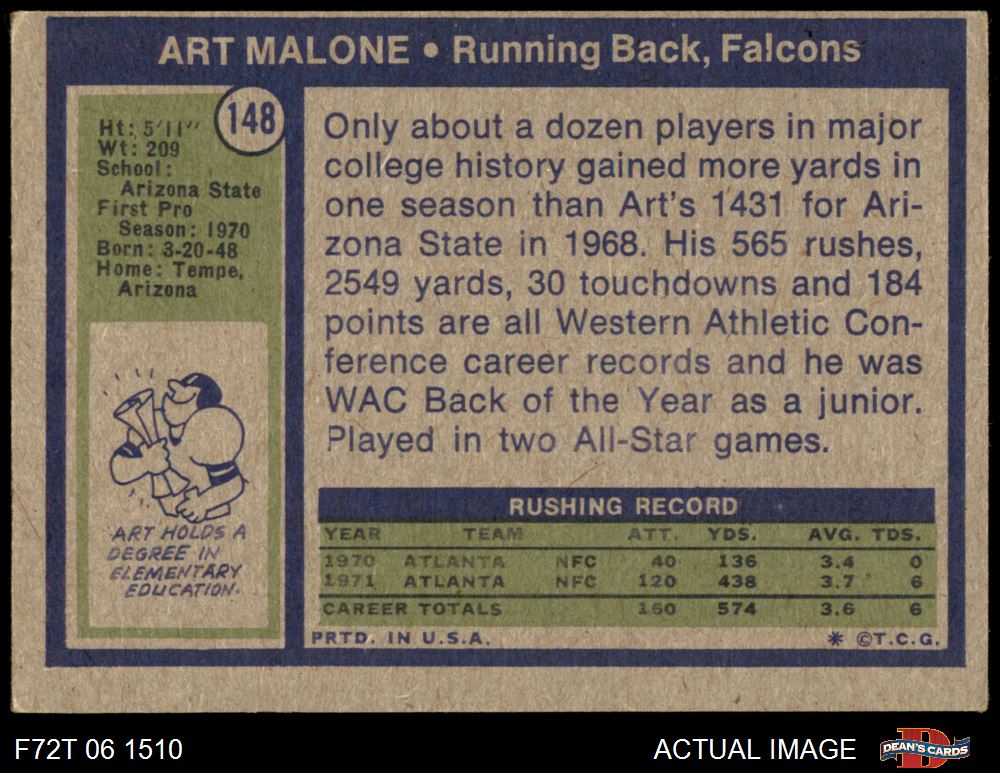 ART MALONE • Running Back, Falcons
148
Ht: 5'11"
Wt: 209
School:
Arizona State
First Pro
Season: 1970
Born: 3-20-48
Home: Tempe,
Arizona
ART HOLDS A
DEGREE IN
ELEMENTARY
EDUCATION.
Only about a dozen players in major
college history gained more yards in
one season than Art's 1431 for Ari-
zona State in 1968. His 565 rushes,
2549 yards, 30 touchdowns and 184
points are all Western Athletic Con-
ference career records and he was
WAC Back of the Year as a junior.
Played in two All-Star games.
RUSHING RECORD
YEAR TEAM ATT. YDS. AVG. TDS.
1970 ATLANTA NFC 40 136 3.4 0
1971 ATLANTA NFC 120 438 3.7 6
CAREER TOTALS 160 574 3.6 6
PRTD. IN U.S.A. * ©T.C.G.
F72T 06 1510 ACTUAL IMAGE DEAN'S CARDS